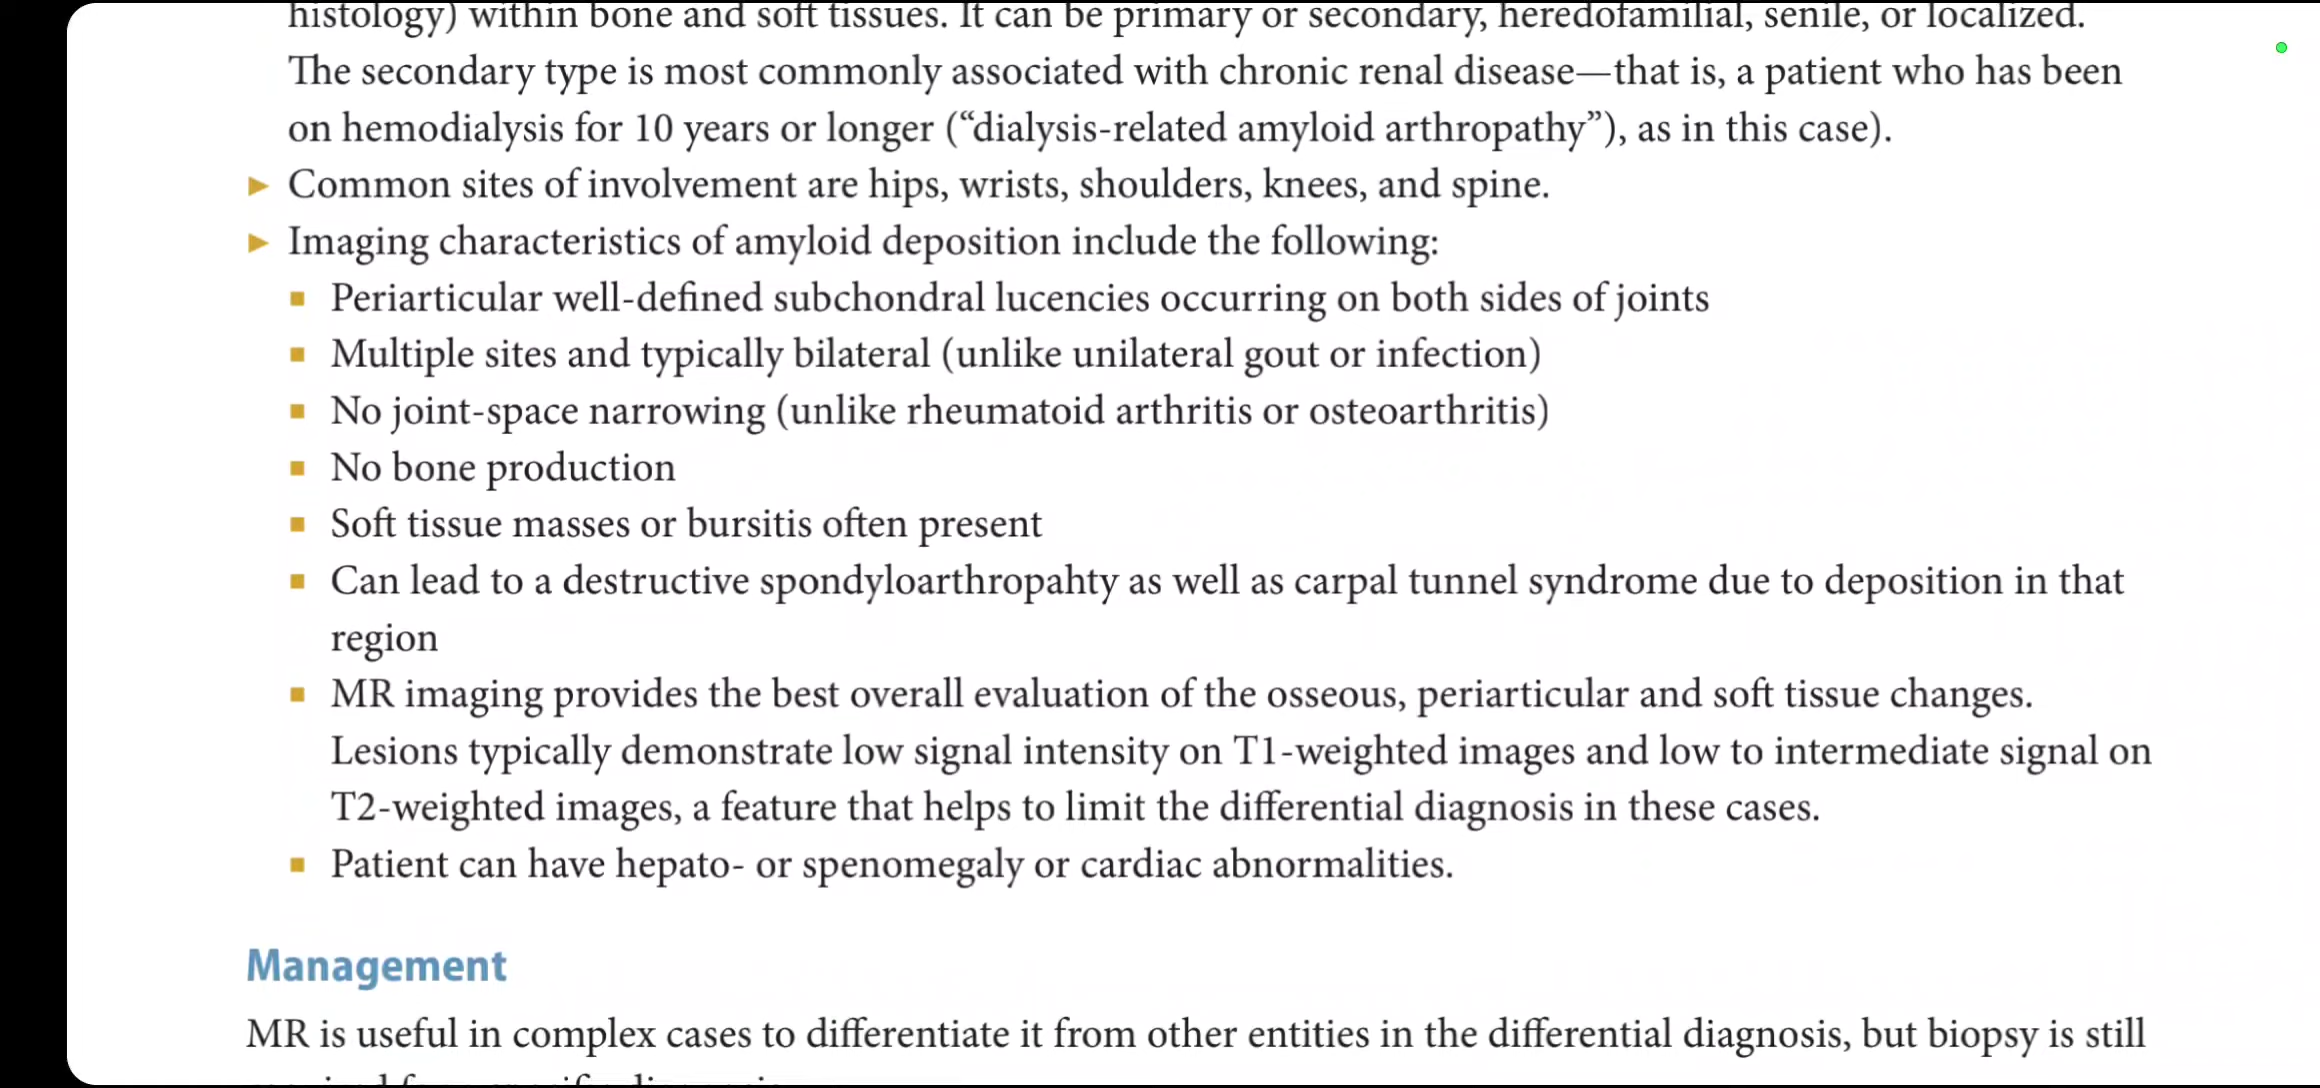 histology) within bone and soft tissues. It can be primary or secondary, heredofamilial, senile, or localized.
The secondary type is most commonly associated with chronic renal disease—that is, a patient who has been
on hemodialysis for 10 years or longer (“dialysis-related amyloid arthropathy”), as in this case).
► Common sites of involvement are hips, wrists, shoulders, knees, and spine.
► Imaging characteristics of amyloid deposition include the following:
■ Periarticular well-defined subchondral lucencies occurring on both sides of joints
■ Multiple sites and typically bilateral (unlike unilateral gout or infection)
■ No joint-space narrowing (unlike rheumatoid arthritis or osteoarthritis)
■ No bone production
■ Soft tissue masses or bursitis often present
■ Can lead to a destructive spondyloarthropahty as well as carpal tunnel syndrome due to deposition in that
region
■ MR imaging provides the best overall evaluation of the osseous, periarticular and soft tissue changes.
Lesions typically demonstrate low signal intensity on T1-weighted images and low to intermediate signal on
T2-weighted images, a feature that helps to limit the differential diagnosis in these cases.
■ Patient can have hepato- or spenomegaly or cardiac abnormalities.
Management
MR is useful in complex cases to differentiate it from other entities in the differential diagnosis, but biopsy is still